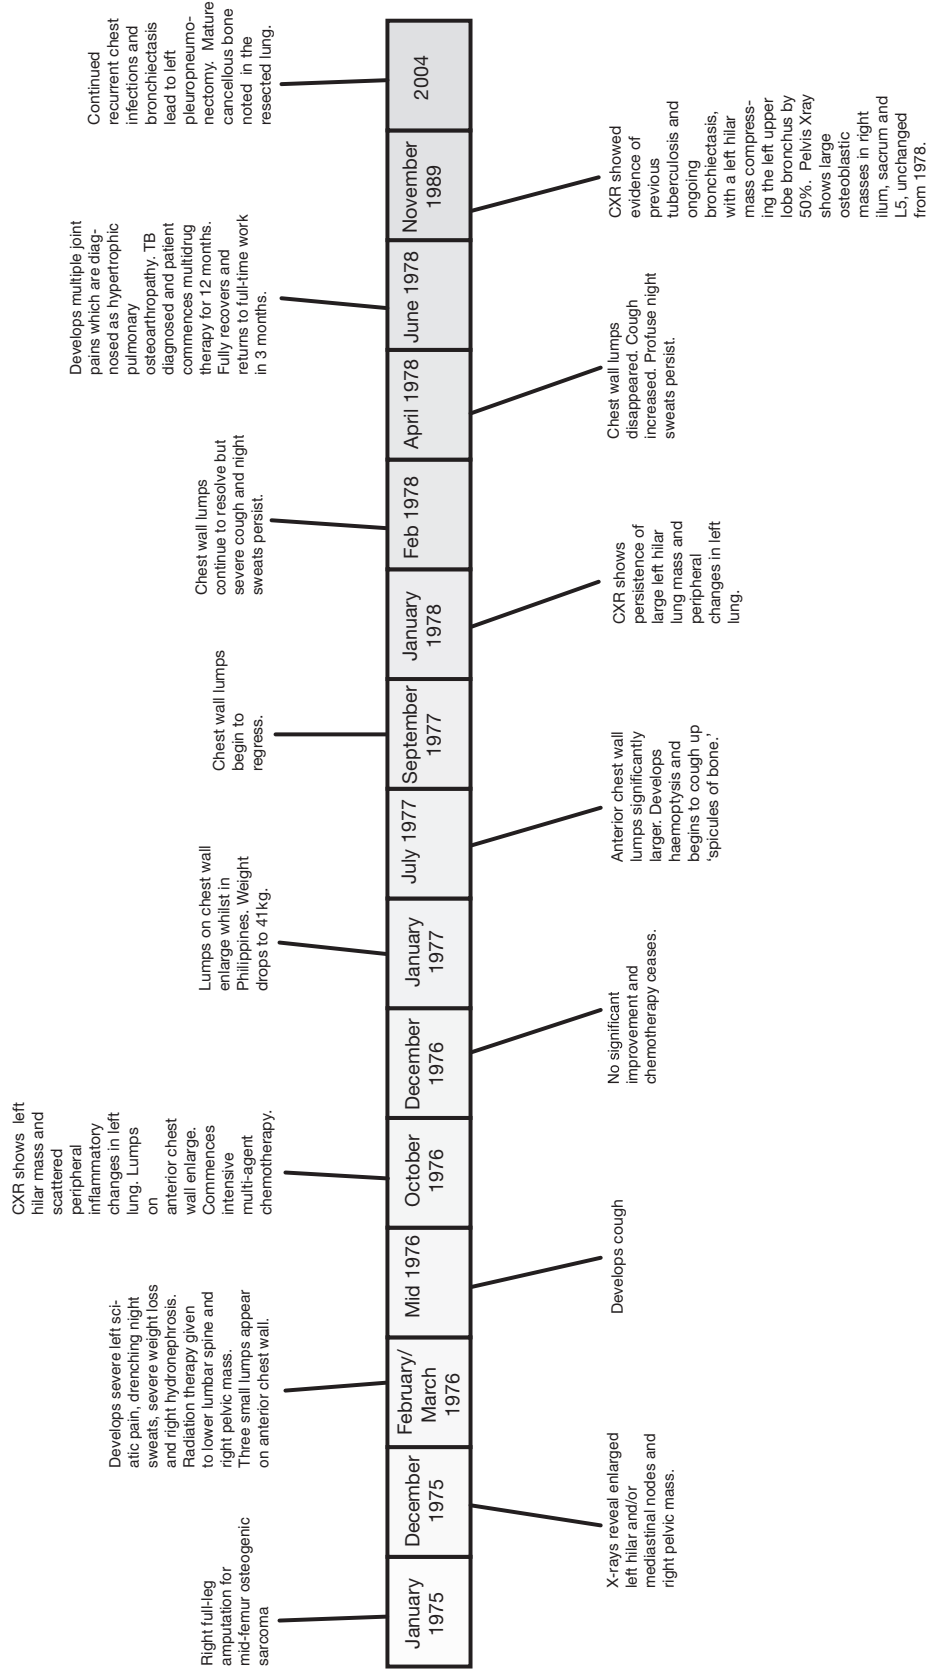 Right full-leg
amputation for
mid-femur osteogenic
sarcoma
January
1975
X-rays reveal enlarged
left hilar and/or
mediastinal nodes and
right pelvic mass.
December
1975
Develops severe left sci-
atic pain, drenching night
sweats, severe weight loss
and right hydronephrosis.
Radiation therapy given
to lower lumbar spine and
right pelvic mass.
Three small lumps appear
on anterior chest wall.
February/
March
1976
Develops cough
Mid 1976
CXR shows left
hilar mass and
scattered
peripheral
inflammatory
changes in left
lung. Lumps
on
anterior chest
wall enlarge.
Commences
intensive
multi-agent
chemotherapy.
October
1976
No significant
improvement and
chemotherapy ceases.
December
1976
Lumps on chest wall
enlarge whilst in
Philippines. Weight
drops to 41kg.
January
1977
Anterior chest wall
lumps significantly
larger. Develops
haemoptysis and
begins to cough up
‘spicules of bone.’
July 1977
Chest wall lumps
begin to
regress.
September
1977
CXR shows
persistence of
large left hilar
lung mass and
peripheral
changes in left
lung.
January
1978
Chest wall lumps
continue to resolve but
severe cough and night
sweats persist.
Feb 1978
Chest wall lumps
disappeared. Cough
increased. Profuse night
sweats persist.
April 1978
Develops multiple joint
pains which are diag-
nosed as hypertrophic
pulmonary
osteoarthropathy. TB
diagnosed and patient
commences multidrug
therapy for 12 months.
Fully recovers and
returns to full-time work
in 3 months.
June 1978
CXR showed
evidence of
previous
tuberculosis and
ongoing
bronchiectasis,
with a left hilar
mass compress-
ing the left upper
lobe bronchus by
50%. Pelvis Xray
shows large
osteoblastic
masses in right
ilum, sacrum and
L5, unchanged
from 1978.
November
1989
Continued
recurrent chest
infections and
bronchiectasis
lead to left
pleuropneumo-
nectomy. Mature
cancellous bone
noted in the
resected lung.
2004